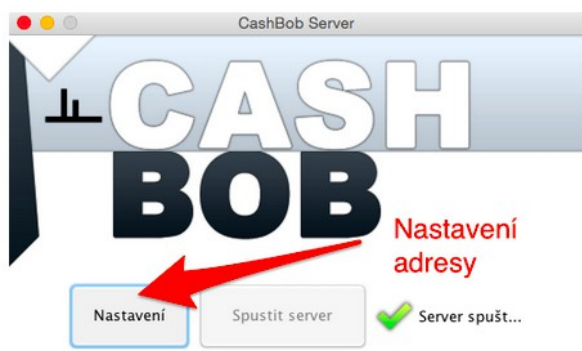 CashBob Server
CASH
BOB
Nastavení
adresy
Nastavení
Spustit server
Server spušt...